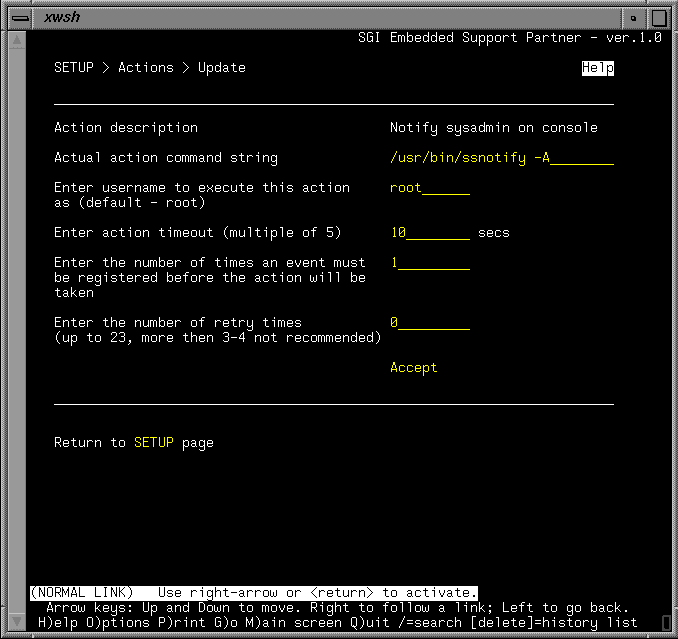 xwsh
SGI Embedded Support Partner - ver.1.0
SETUP > Actions > Update Help
Action description Notify sysadmin on console
Actual action command string /usr/bin/ssnotify -A________
Enter username to execute this action root______
as (default - root)
Enter action timeout (multiple of 5) 10________ secs
Enter the number of times an event must 1_________
be registered before the action will be
taken
Enter the number of retry times 0_________
(up to 23, more then 3-4 not recommended)
Accept
Return to SETUP page
(NORMAL LINK) Use right-arrow or <return> to activate.
Arrow keys: Up and Down to move. Right to follow a link; Left to go back.
H)elp O)ptions P)rint G)o M)ain screen Q)uit /=search [delete]=history list